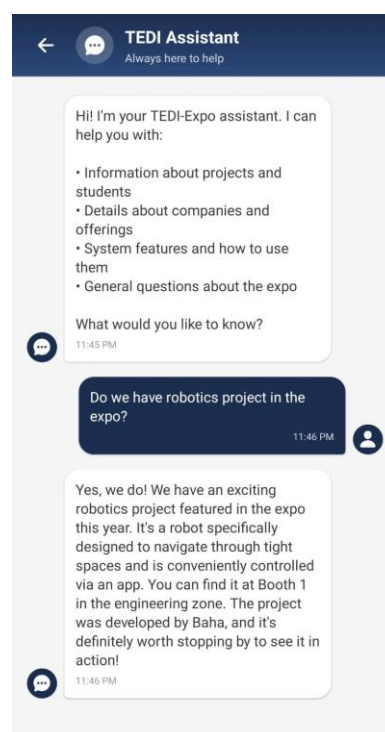 TEDI Assistant
Always here to help
Hi! I'm your TEDI-Expo assistant. I can
help you with:
• Information about projects and
students
• Details about companies and
offerings
• System features and how to use
them
• General questions about the expo
What would you like to know?
11:45 PM
Do we have robotics project in the
expo?
11:46 PM
Yes, we do! We have an exciting
robotics project featured in the expo
this year. It's a robot specifically
designed to navigate through tight
spaces and is conveniently controlled
via an app. You can find it at Booth 1
in the engineering zone. The project
was developed by Baha, and it's
definitely worth stopping by to see it in
action!
11:46 PM